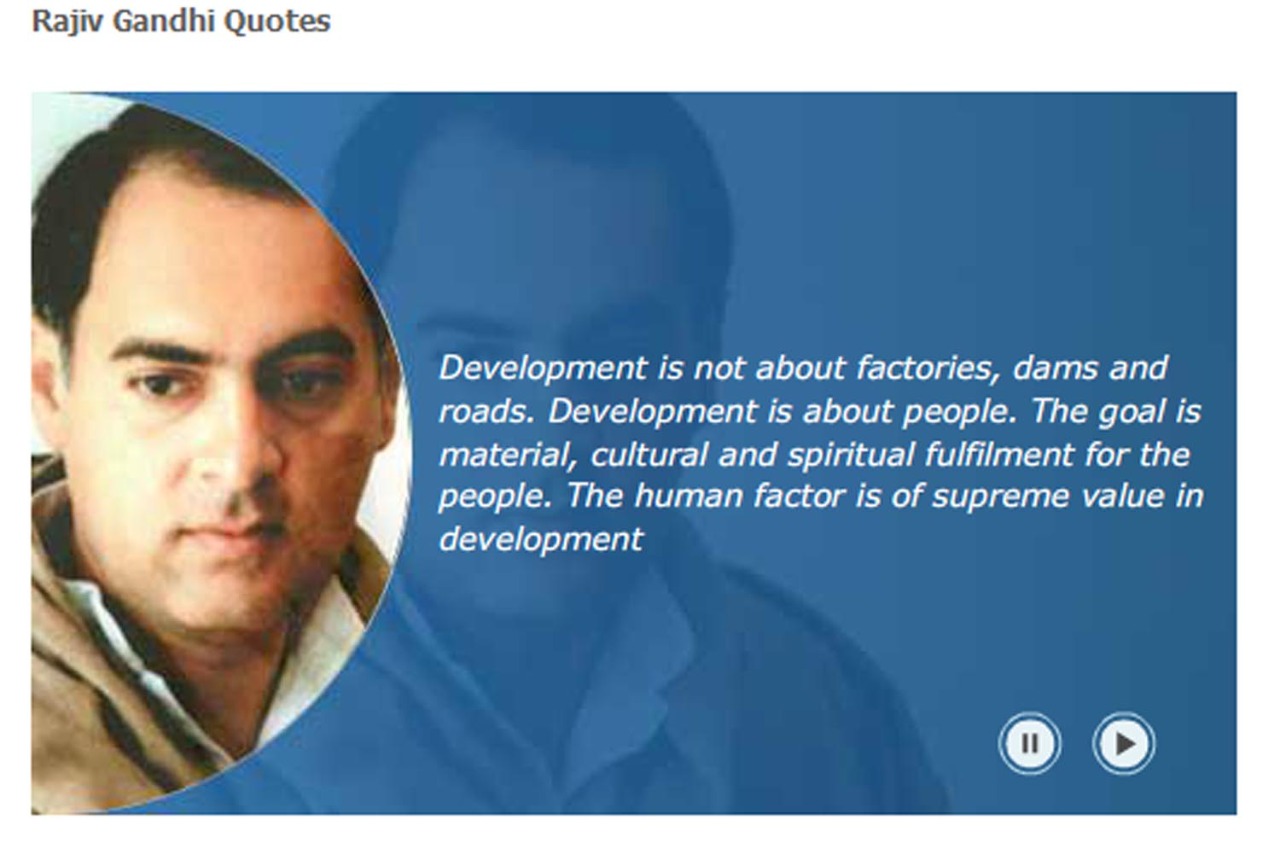 Rajiv Gandhi Quotes
Development is not about factories, dams and
roads. Development is about people. The goal is
material, cultural and spiritual fulfilment for the
people. The human factor is of supreme value in
development